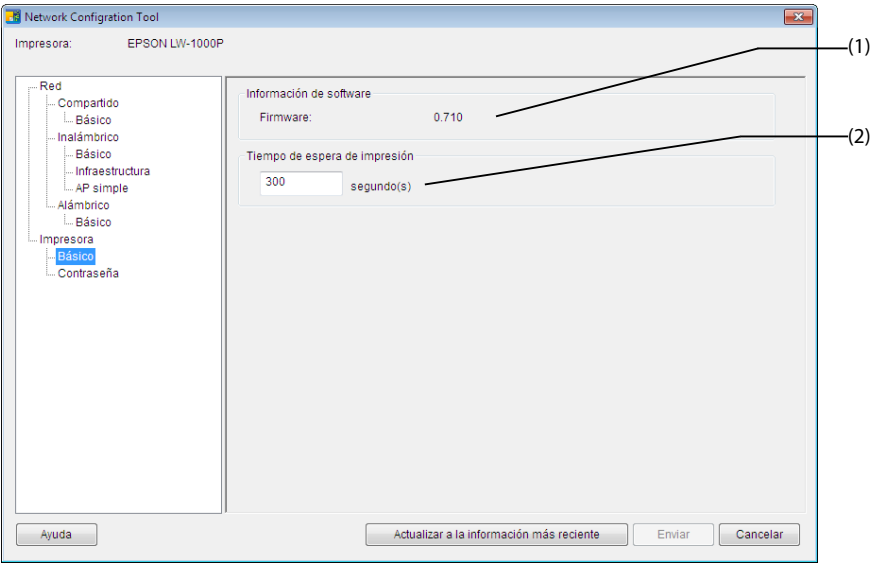 Network Configration Tool
Impresora: EPSON LW-1000P
(1)
Red
Compartido
Básico
Inalámbrico
Básico
Infraestructura
AP simple
Alámbrico
Básico
Impresora
Básico
Contraseña
Información de software
Firmware: 0.710
(2)
Tiempo de espera de impresión
300 segundo(s)
Ayuda
Actualizar a la información más reciente
Enviar
Cancelar